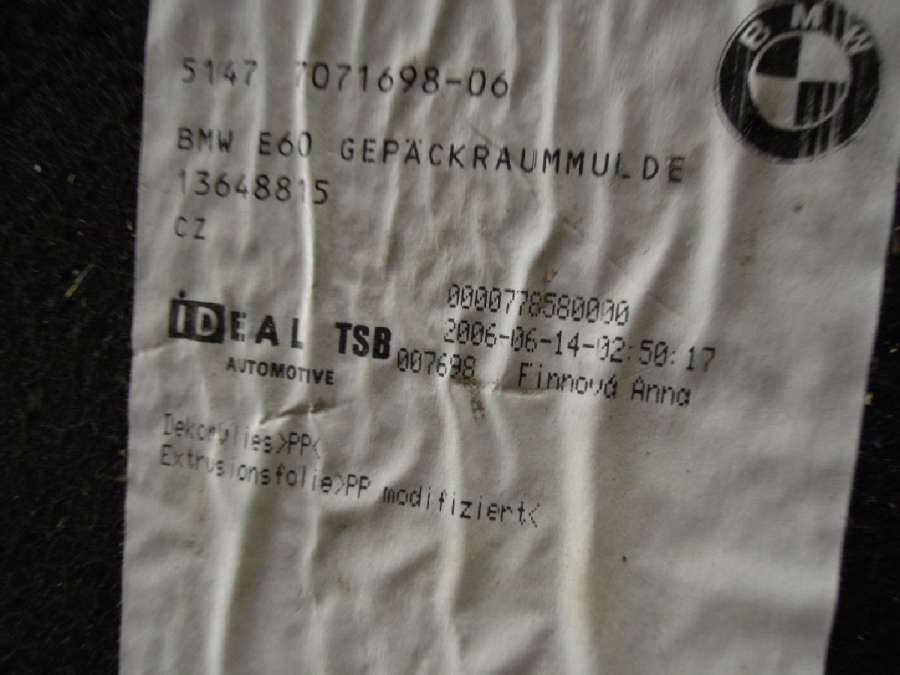 BMW
5147 7071698-06
BMW E60 GEPÄCKRAUMMULDE
13648815
CZ
0000778580000
iDEAL TSB 2006-06-14-02:50:17
AUTOMOTIVE 007698 Finnová Anna
Dekorvlies>PP<
Extrusionsfolie>PP modifiziert<